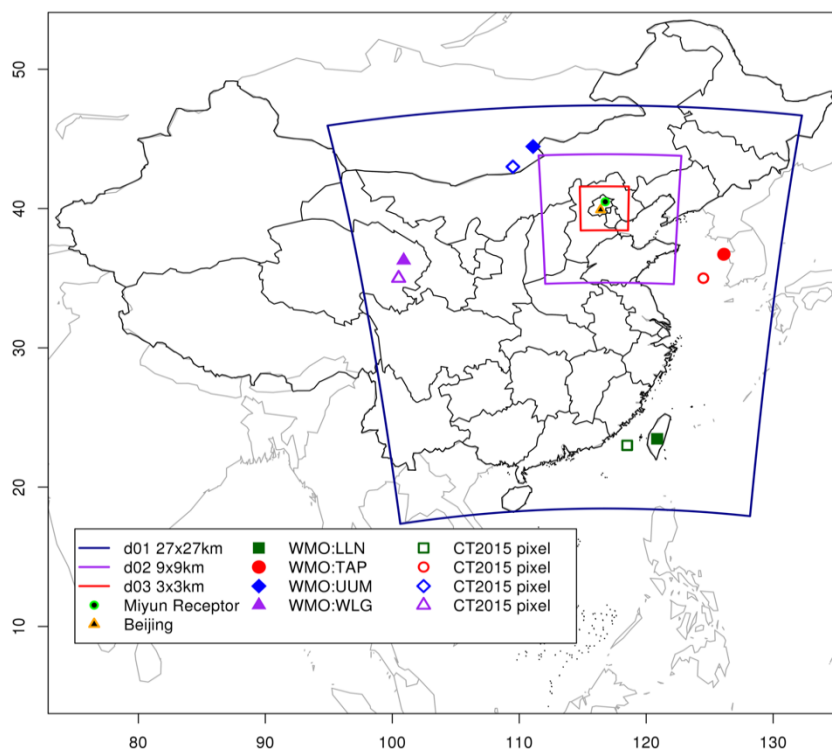 50
40
30
20
10
d01 27x27km WMO:LLN CT2015 pixel
d02 9x9km WMO:TAP CT2015 pixel
d03 3x3km WMO:UUM CT2015 pixel
Miyun Receptor WMO:WLG CT2015 pixel
Beijing
80 90 100 110 120 130